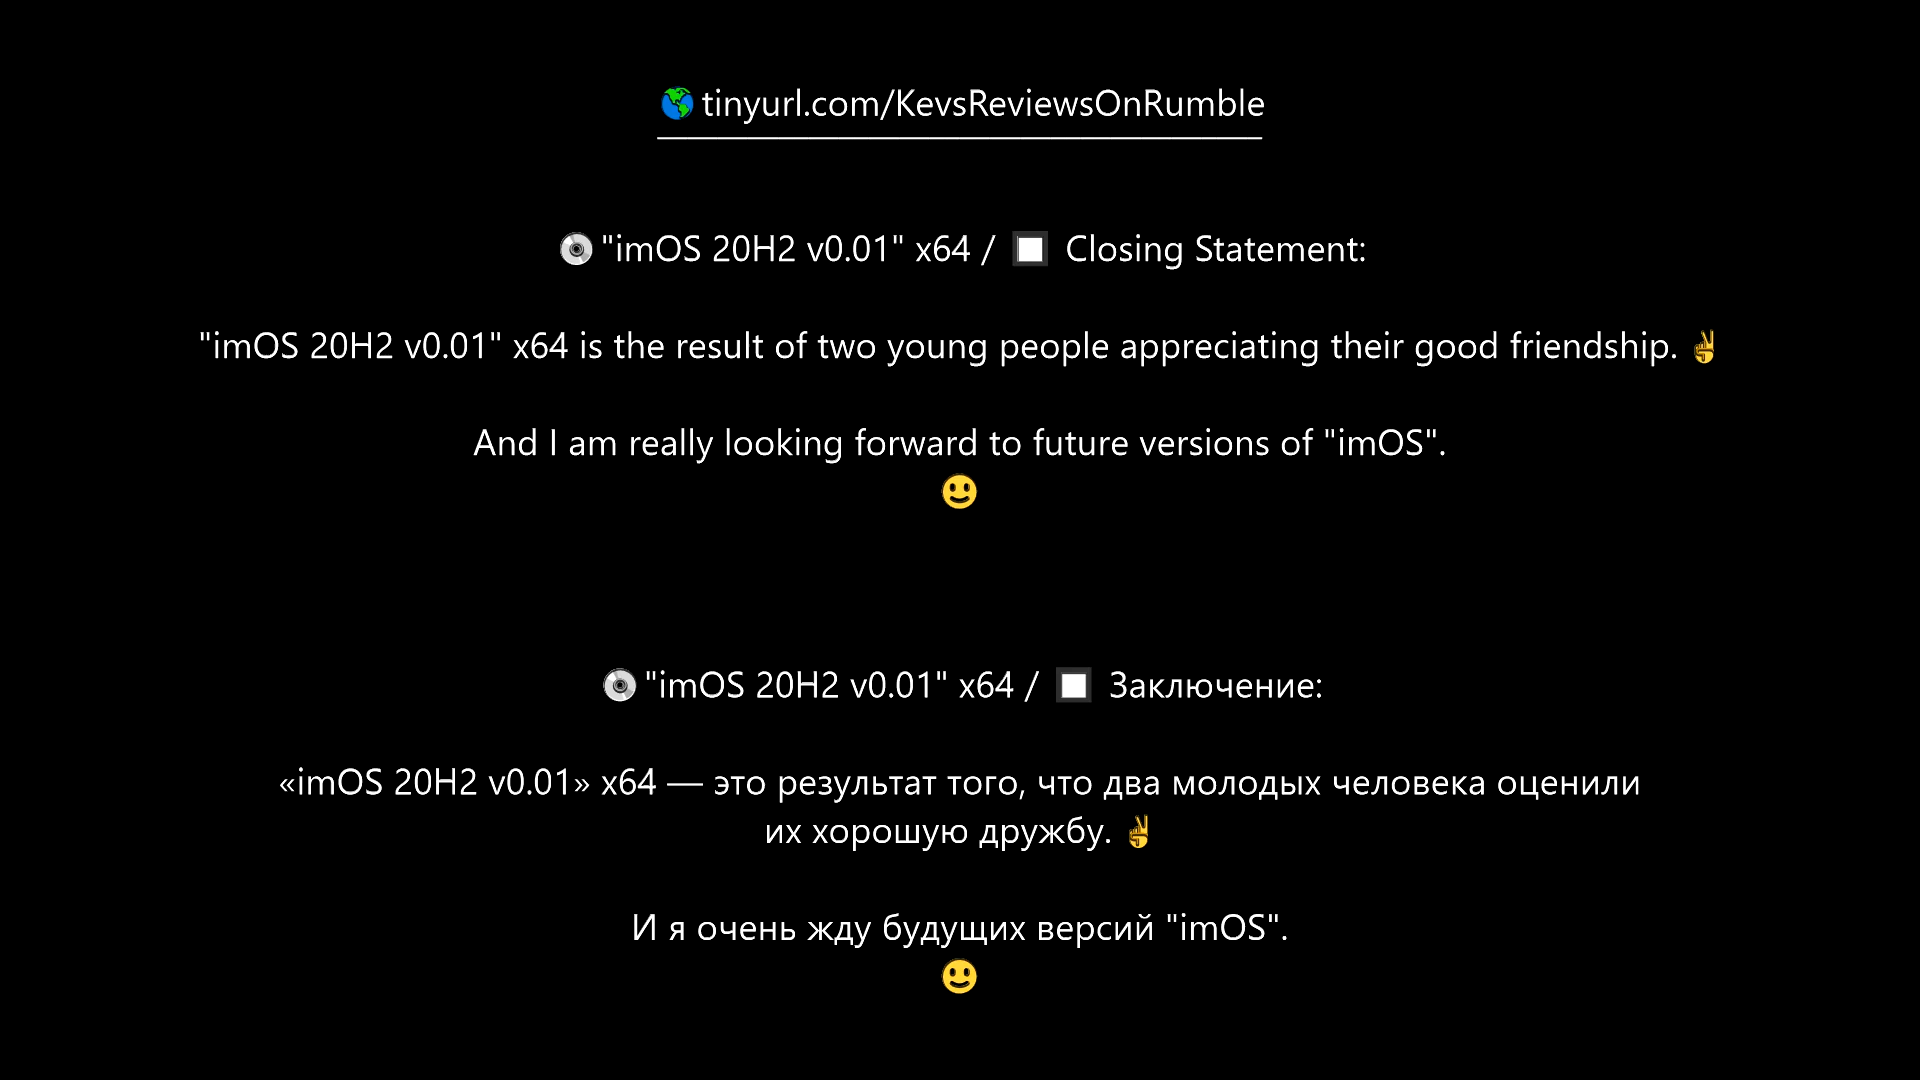 🌎 tinyurl.com/KevsReviewsOnRumble
💿 "imOS 20H2 v0.01" x64 / 🔲 Closing Statement:
"imOS 20H2 v0.01" x64 is the result of two young people appreciating their good friendship. ✌
And I am really looking forward to future versions of "imOS".
🙂
💿 "imOS 20H2 v0.01" x64 / 🔲 Заключение:
«imOS 20H2 v0.01» x64 — это результат того, что два молодых человека оценили
их хорошую дружбу. ✌
И я очень жду будущих версий "imOS".
🙂